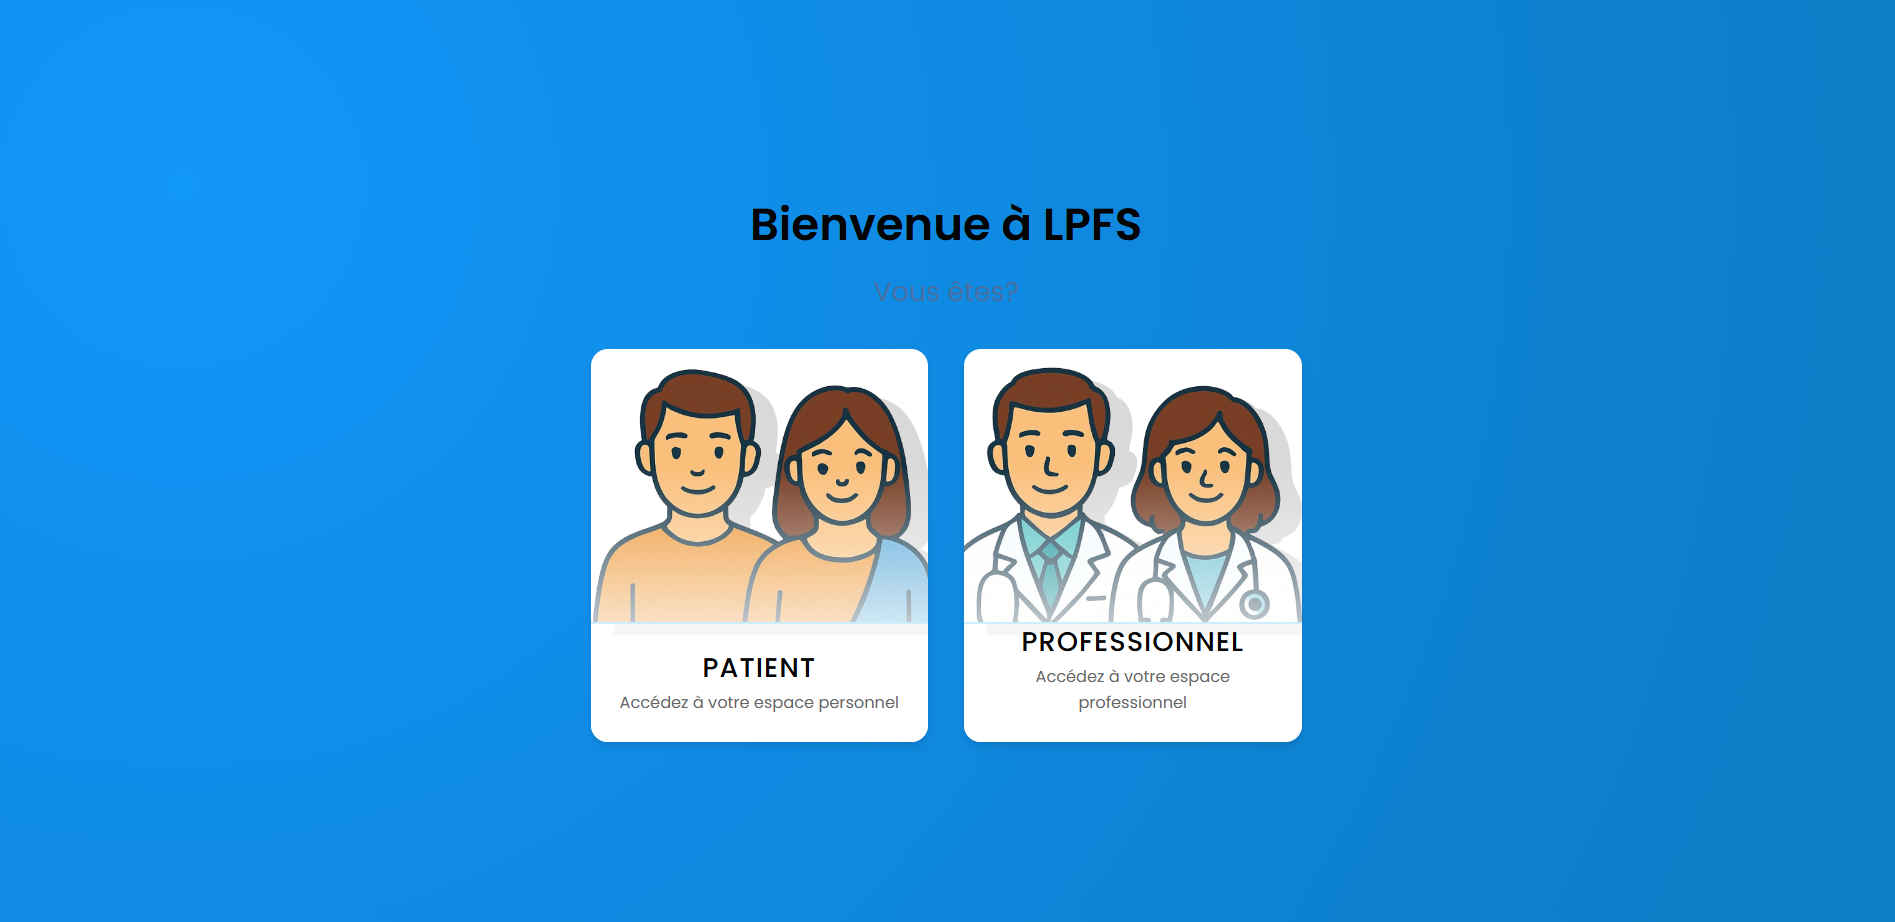 Bienvenue à LPFS
Vous êtes?
PATIENT
Accédez à votre espace personnel
PROFESSIONNEL
Accédez à votre espace
professionnel